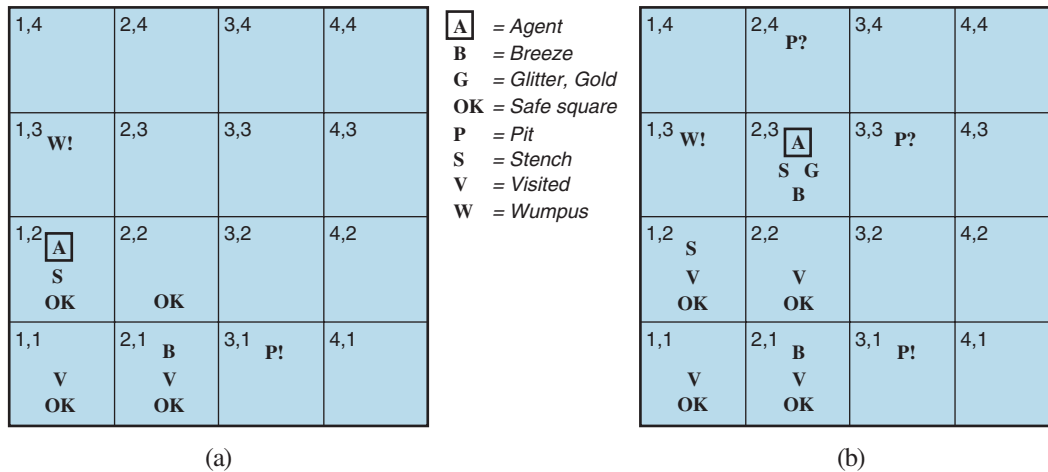 1,4 2,4 3,4 4,4
1,3 W! 2,3 3,3 4,3
1,2 A 2,2 3,2 4,2
S
OK OK
1,1 2,1 B 3,1 P! 4,1
V V
OK OK
(a)
A = Agent
B = Breeze
G = Glitter, Gold
OK = Safe square
P = Pit
S = Stench
V = Visited
W = Wumpus
1,4 2,4 P? 3,4 4,4
1,3 W! 2,3 A 3,3 P? 4,3
S G
B
1,2 S 2,2 3,2 4,2
V V
OK OK
1,1 2,1 B 3,1 P! 4,1
V V
OK OK
(b)